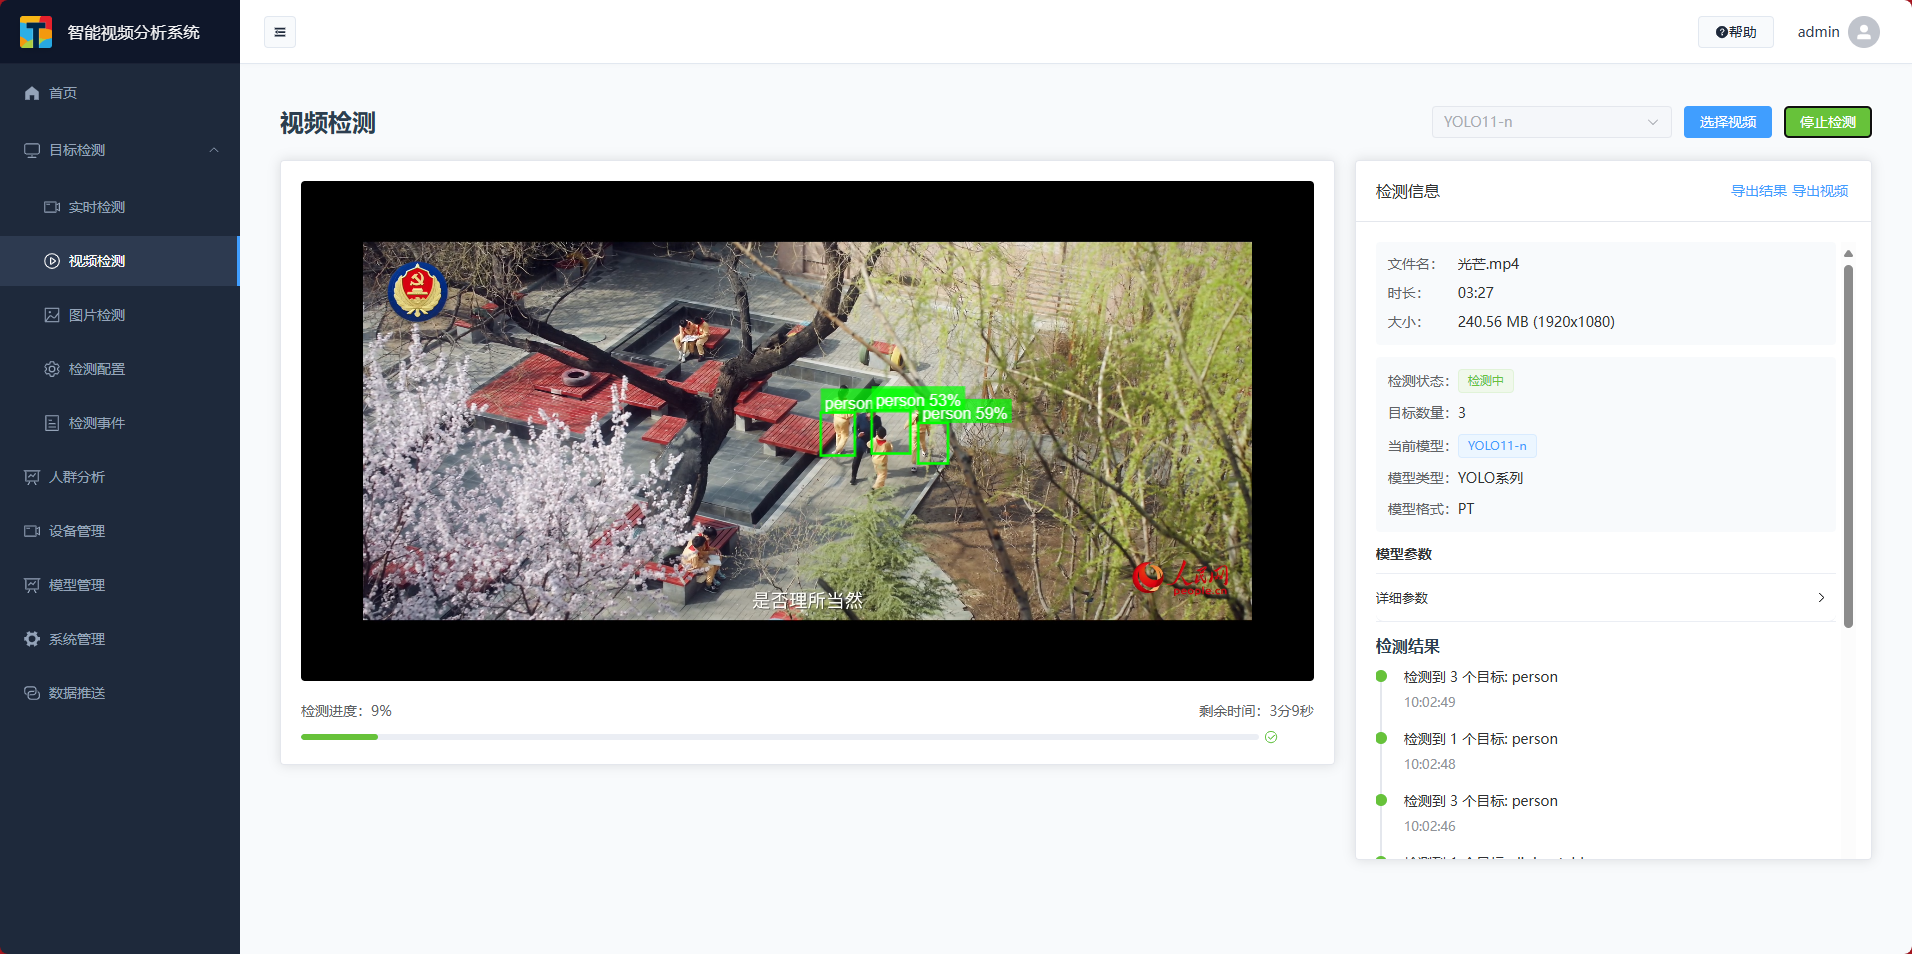 智能视频分析系统
帮助
admin
首页
目标检测
实时检测
视频检测
图片检测
检测配置
检测事件
人群分析
设备管理
模型管理
系统管理
数据推送
视频检测
YOLO11-n
选择视频
停止检测
person
person 53%
person 59%
人民网
是否理所当然
检测进度：9%
剩余时间：3分9秒
检测信息
导出结果 导出视频
文件名： 光芒.mp4
时长： 03:27
大小： 240.56 MB (1920x1080)
检测状态： 检测中
目标数量： 3
当前模型： YOLO11-n
模型类型： YOLO系列
模型格式： PT
模型参数
详细参数
检测结果
检测到 3 个目标: person
10:02:49
检测到 1 个目标: person
10:02:48
检测到 3 个目标: person
10:02:46